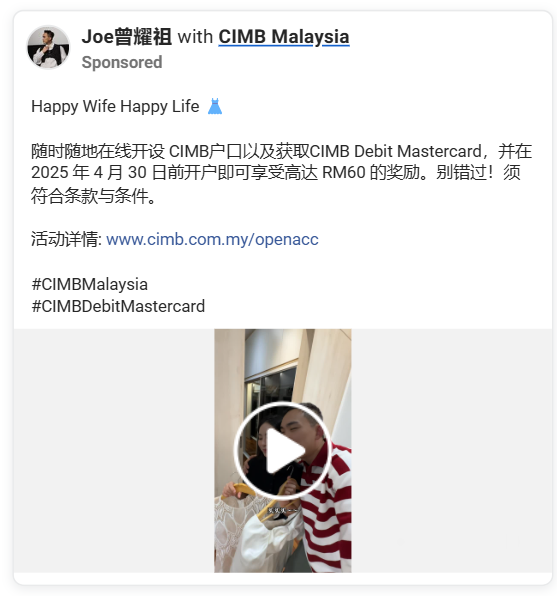 Joe曾耀祖 with CIMB Malaysia
Sponsored
Happy Wife Happy Life 👗
随时随地在线开设 CIMB户口以及获取CIMB Debit Mastercard，并在
2025 年 4 月 30 日前开户即可享受高达 RM60 的奖励。别错过！须
符合条款与条件。
活动详情: www.cimb.com.my/openacc
#CIMBMalaysia
#CIMBDebitMastercard